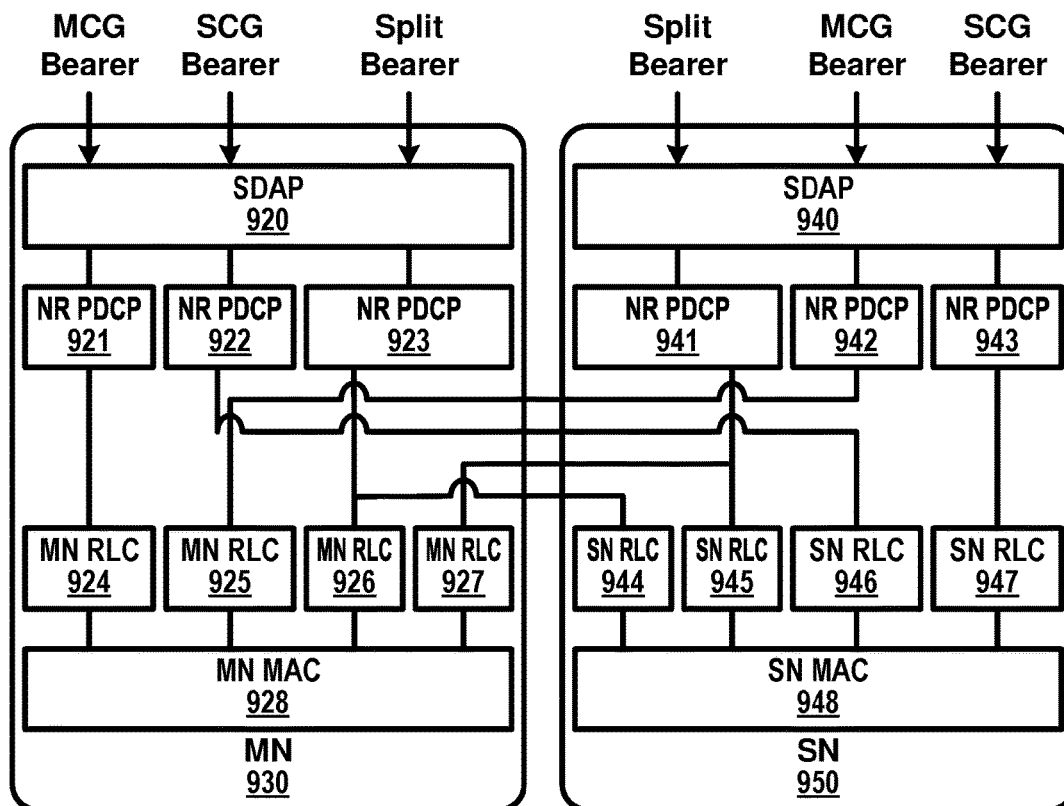 MCG Bearer
SCG Bearer
Split Bearer
Split Bearer
MCG Bearer
SCG Bearer
SDAP
920
SDAP
940
NR PDCP
921
NR PDCP
922
NR PDCP
923
NR PDCP
941
NR PDCP
942
NR PDCP
943
MN RLC
924
MN RLC
925
MN RLC
926
MN RLC
927
SN RLC
944
SN RLC
945
SN RLC
946
SN RLC
947
MN MAC
928
SN MAC
948
MN
930
SN
950